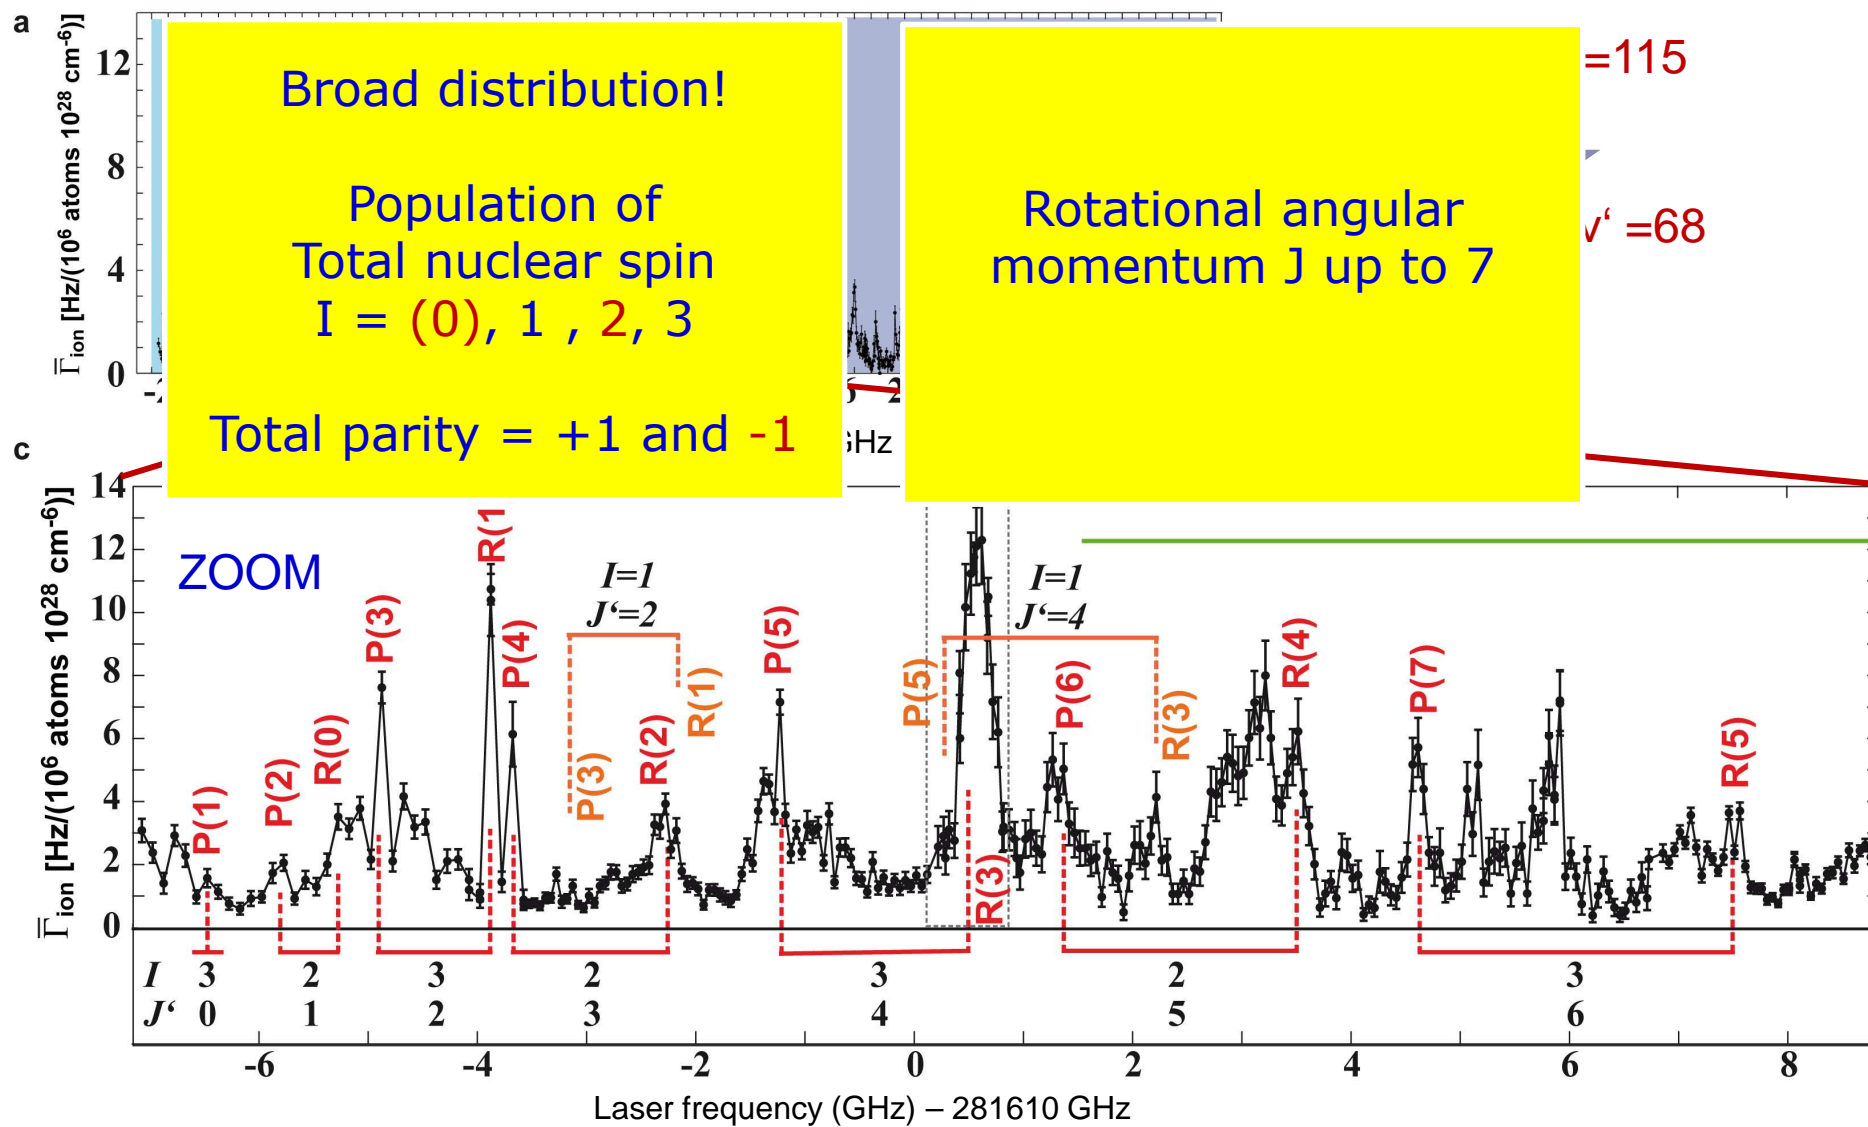 a
Γ̅ion [Hz/(10⁶ atoms 10²⁸ cm⁻⁶)]
12
8
4
0
Broad distribution!
Population of
Total nuclear spin
I = (0), 1 , 2, 3
Total parity = +1 and -1
Rotational angular
momentum J up to 7
=115
v‘ =68
GHz
c
Γ̅ion [Hz/(10⁶ atoms 10²⁸ cm⁻⁶)]
14
12
10
8
6
4
2
0
ZOOM
P(1)
P(2)
R(0)
P(3)
R(1
P(4)
I=1
J‘=2
P(3)
R(2)
R(1)
P(5)
P(5)
R(3)
I=1
J‘=4
P(6)
R(3)
R(4)
P(7)
R(5)
I 3 2 3 2 3 2 3
J‘ 0 1 2 3 4 5 6
-6 -4 -2 0 2 4 6 8
Laser frequency (GHz) – 281610 GHz